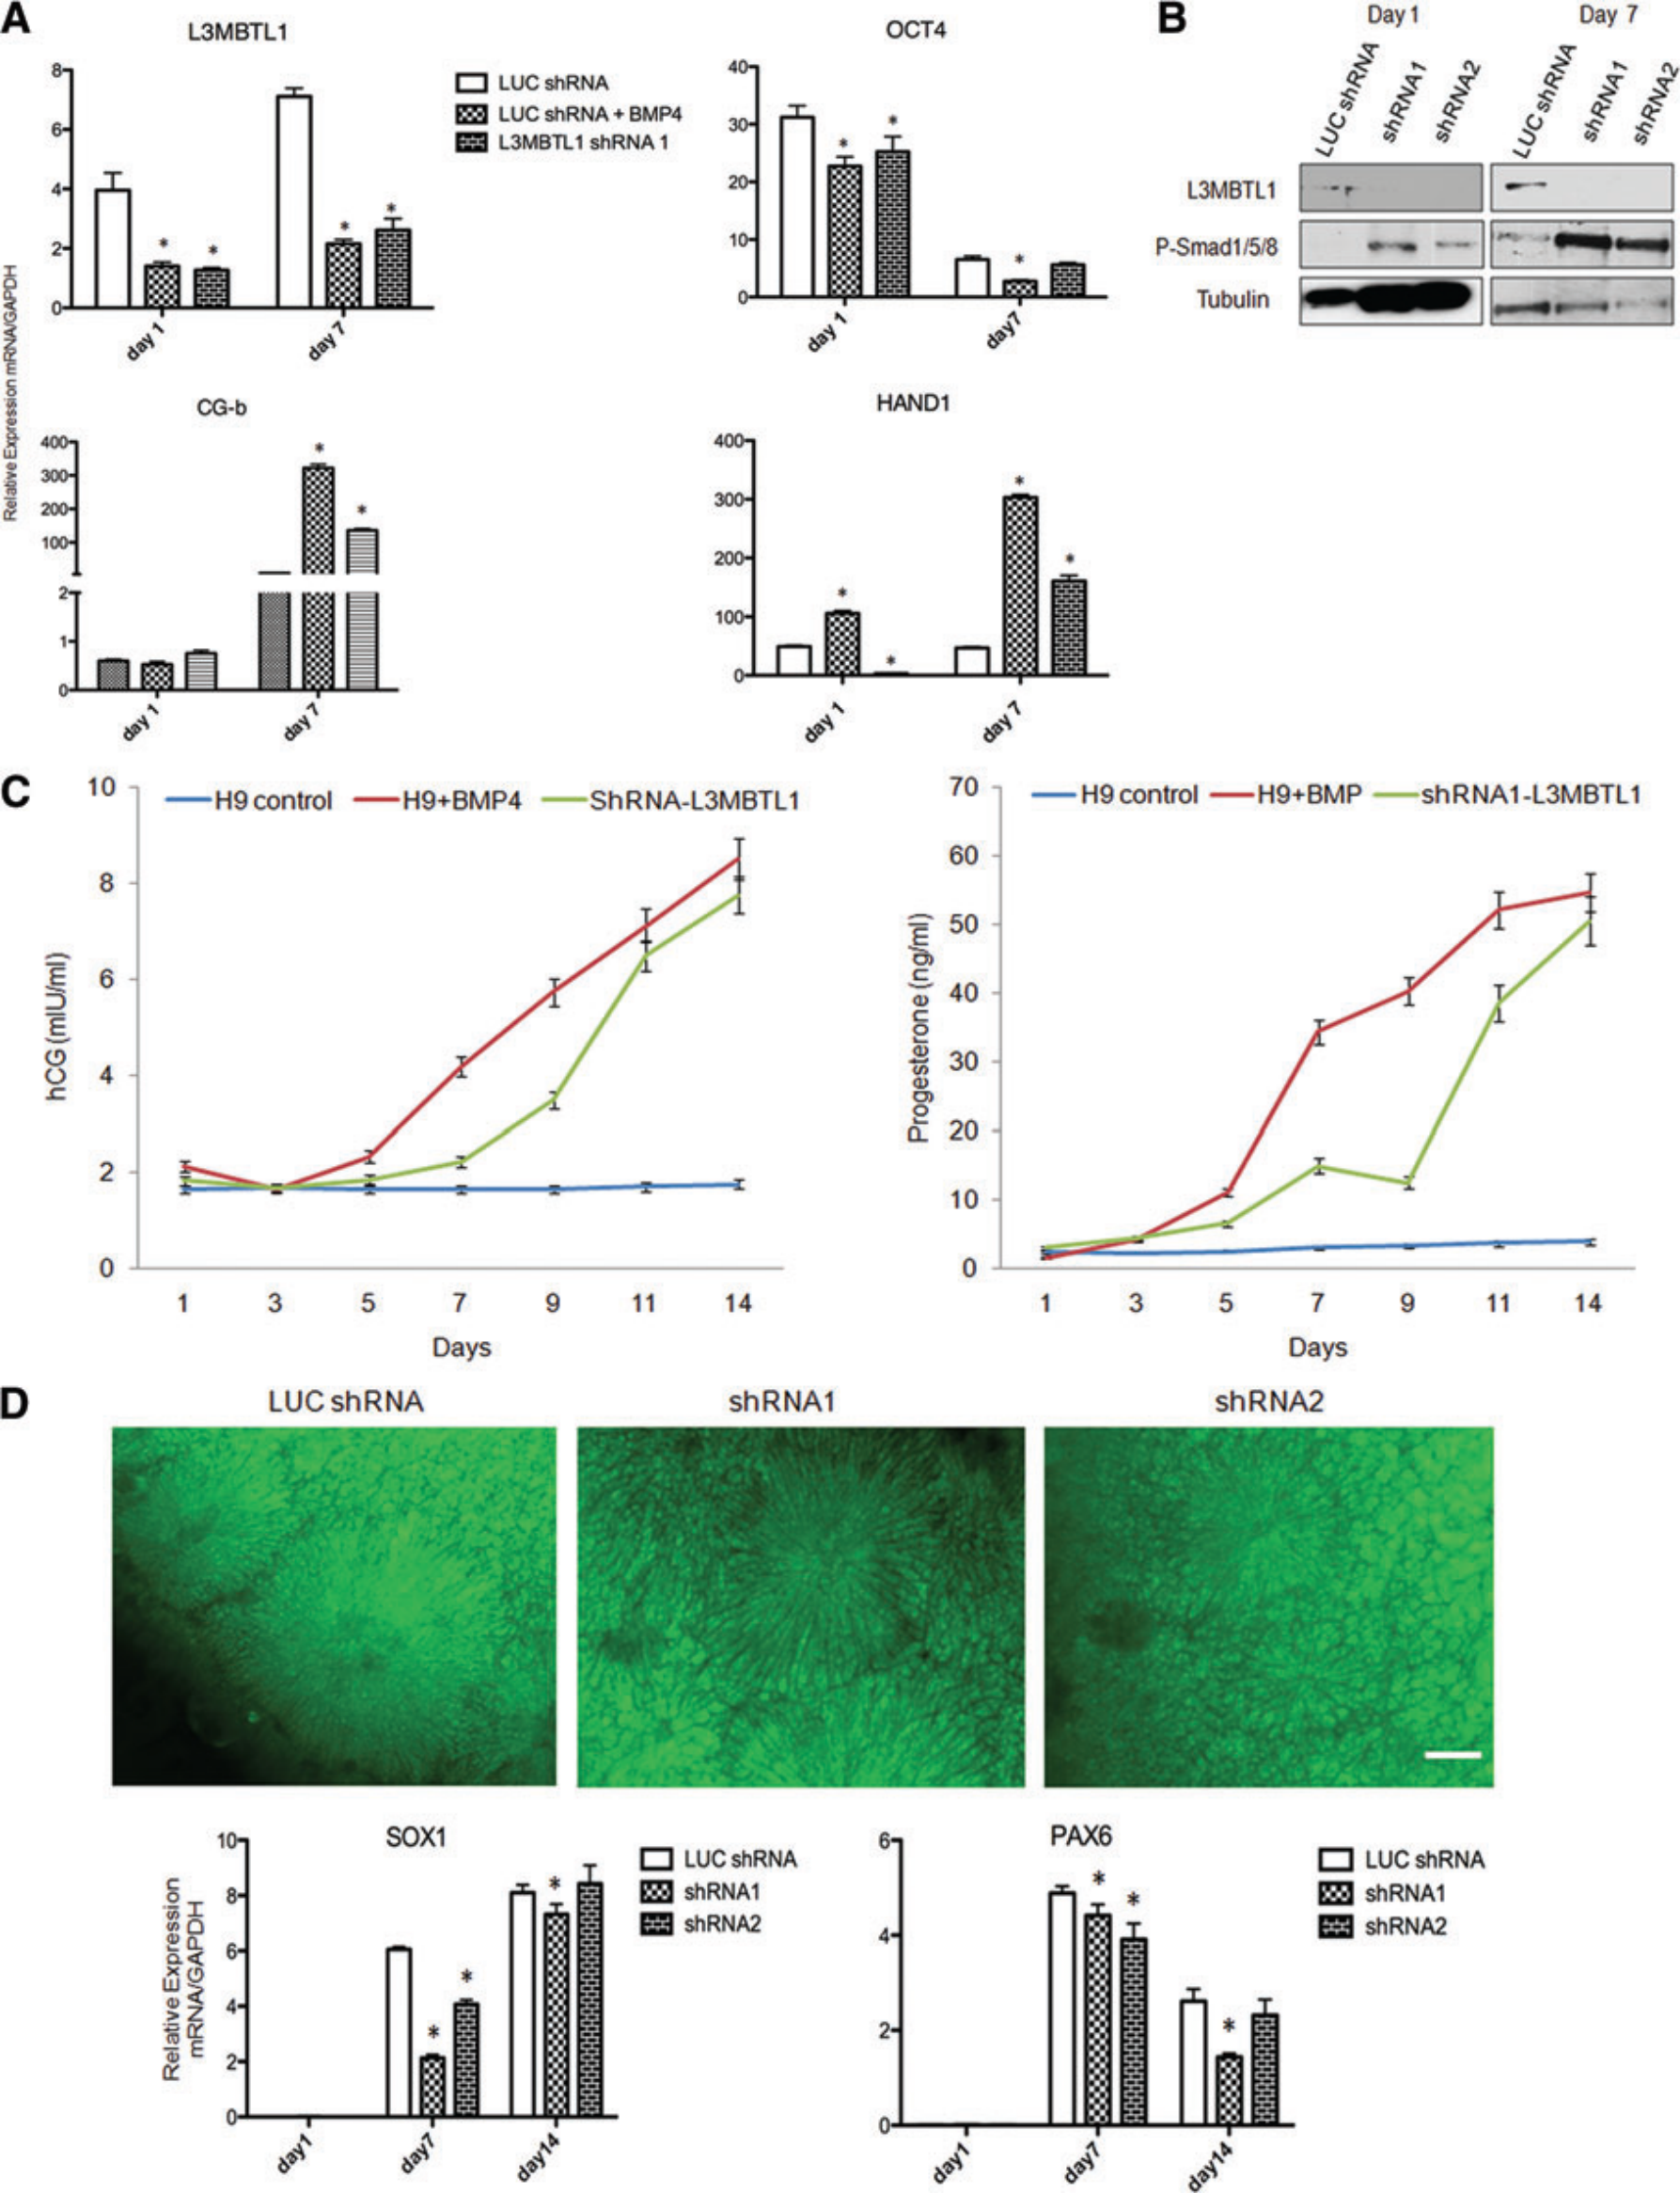 A
L3MBTL1
8
6
4
2
0
*
*
*
*
day 1
day 7
LUC shRNA
LUC shRNA + BMP4
L3MBTL1 shRNA 1
OCT4
40
30
20
10
0
*
*
*
day 1
day7
Relative Expression mRNA/GAPDH
CG-b
400
300
200
100
2
1
0
*
*
day 1
day 7
HAND1
400
300
200
100
0
*
*
*
*
day 1
day 7
B
Day 1
Day 7
LUC shRNA
shRNA1
shRNA2
LUC shRNA
shRNA1
shRNA2
L3MBTL1
P-Smad1/5/8
Tubulin
C
H9 control
H9+BMP4
ShRNA-L3MBTL1
hCG (mIU/ml)
10
8
6
4
2
0
1 3 5 7 9 11 14
Days
H9 control
H9+BMP
shRNA1-L3MBTL1
Progesterone (ng/ml)
70
60
50
40
30
20
10
0
1 3 5 7 9 11 14
Days
D
LUC shRNA
shRNA1
shRNA2
SOX1
Relative Expression
mRNA/GAPDH
10
8
6
4
2
0
*
*
*
day1
day7
day14
LUC shRNA
shRNA1
shRNA2
PAX6
6
4
2
0
*
*
*
day1
day7
day14
LUC shRNA
shRNA1
shRNA2